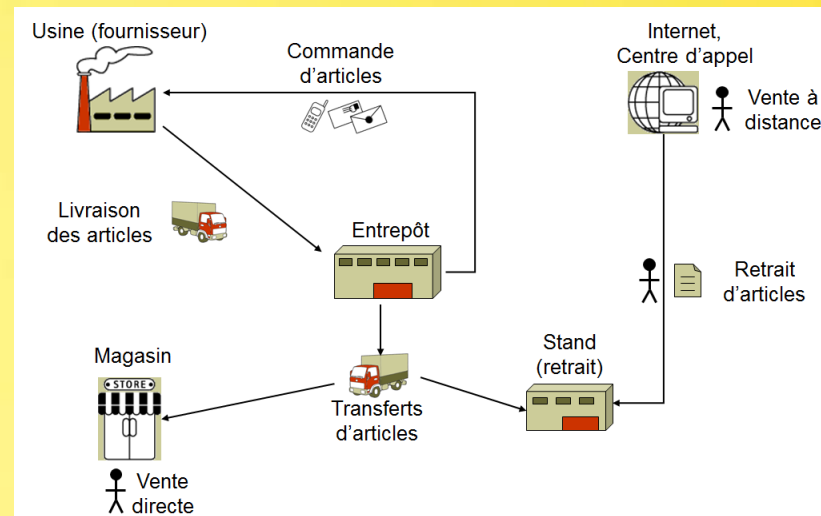 Usine (fournisseur)
Commande
d'articles
Internet,
Centre d'appel
Vente à
distance
Livraison
des articles
Entrepôt
Retrait
d'articles
Magasin
• STORE •
Stand
(retrait)
Transferts
d'articles
Vente
directe